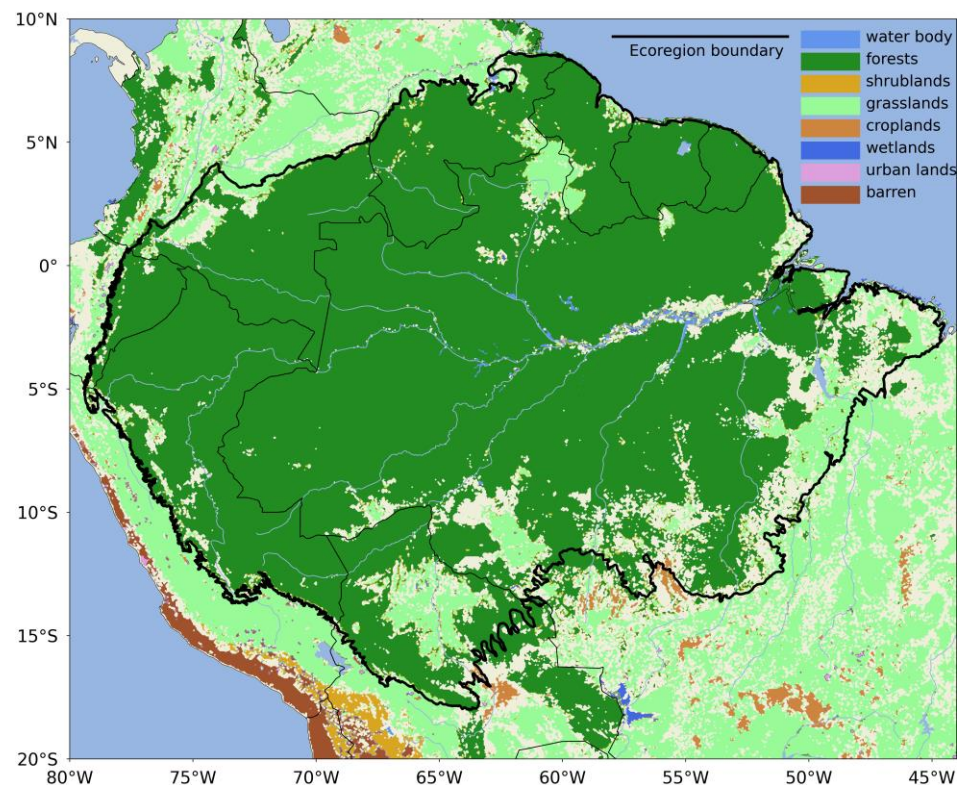 10°N
5°N
0°
5°S
10°S
15°S
20°S
80°W
75°W
70°W
65°W
60°W
55°W
50°W
45°W
Ecoregion boundary
water body
forests
shrublands
grasslands
croplands
wetlands
urban lands
barren